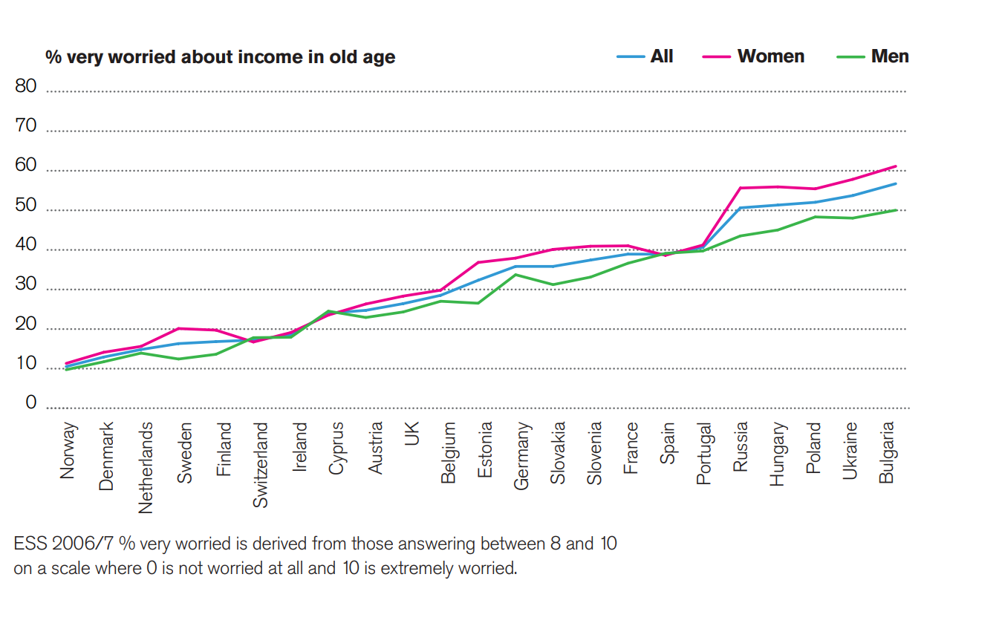 % very worried about income in old age
All Women Men
80
70
60
50
40
30
20
10
0
Norway
Denmark
Netherlands
Sweden
Finland
Switzerland
Ireland
Cyprus
Austria
UK
Belgium
Estonia
Germany
Slovakia
Slovenia
France
Spain
Portugal
Russia
Hungary
Poland
Ukraine
Bulgaria
ESS 2006/7 % very worried is derived from those answering between 8 and 10
on a scale where 0 is not worried at all and 10 is extremely worried.